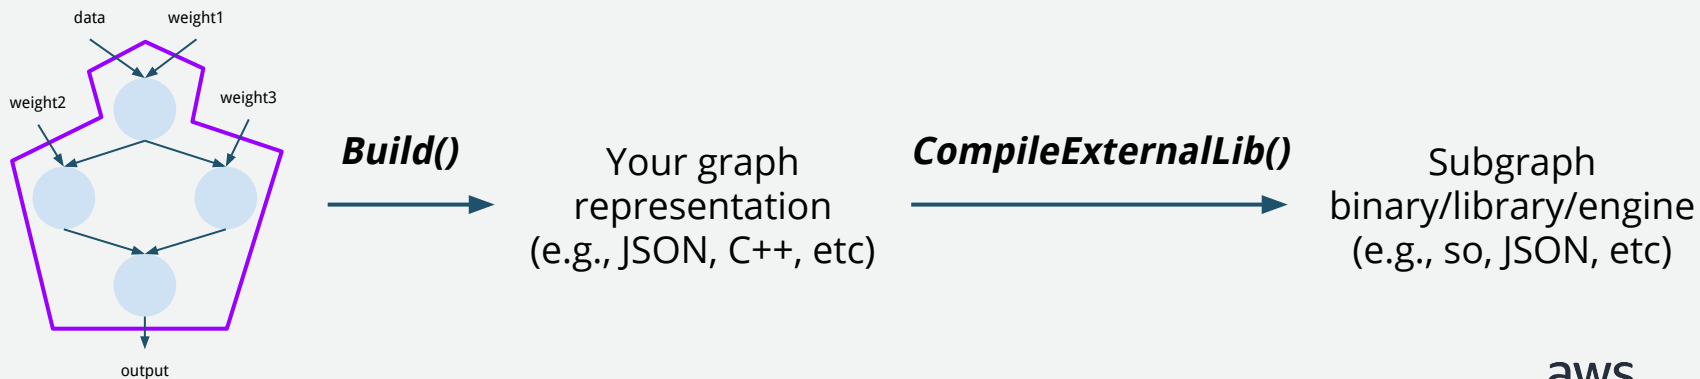 data
weight1
weight2
weight3
output
Build()
Your graph
representation
(e.g., JSON, C++, etc)
CompileExternalLib()
Subgraph
binary/library/engine
(e.g., so, JSON, etc)
aws